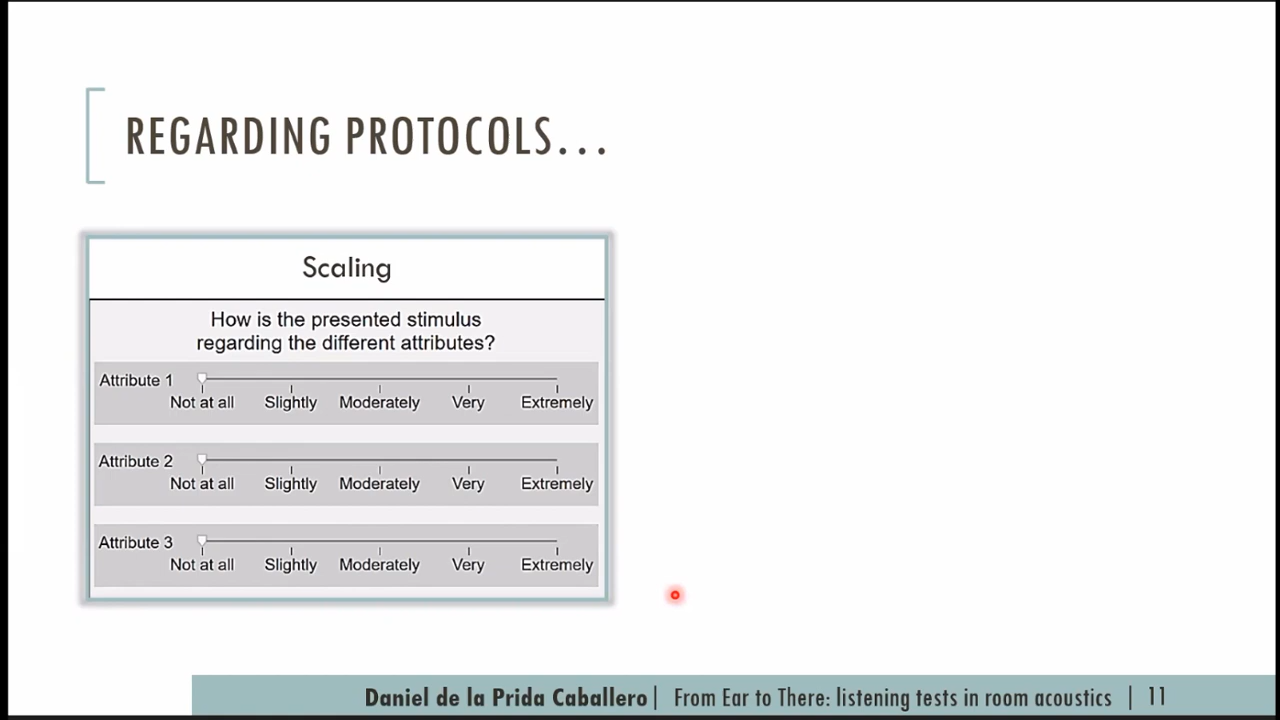 REGARDING PROTOCOLS...
Scaling
How is the presented stimulus
regarding the different attributes?
Attribute 1
Not at all Slightly Moderately Very Extremely
Attribute 2
Not at all Slightly Moderately Very Extremely
Attribute 3
Not at all Slightly Moderately Very Extremely
Daniel de la Prida Caballero | From Ear to There: listening tests in room acoustics | 11